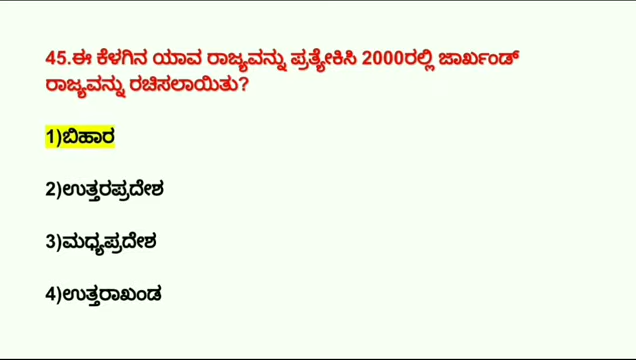 45.ಈ ಕೆಳಗಿನ ಯಾವ ರಾಜ್ಯವನ್ನು ಪ್ರತ್ಯೇಕಿಸಿ 2000ರಲ್ಲಿ ಜಾರ್ಖಂಡ್
ರಾಜ್ಯವನ್ನು ರಚಿಸಲಾಯಿತು?
1)ಬಿಹಾರ
2)ಉತ್ತರಪ್ರದೇಶ
3)ಮಧ್ಯಪ್ರದೇಶ
4)ಉತ್ತರಾಖಂಡ